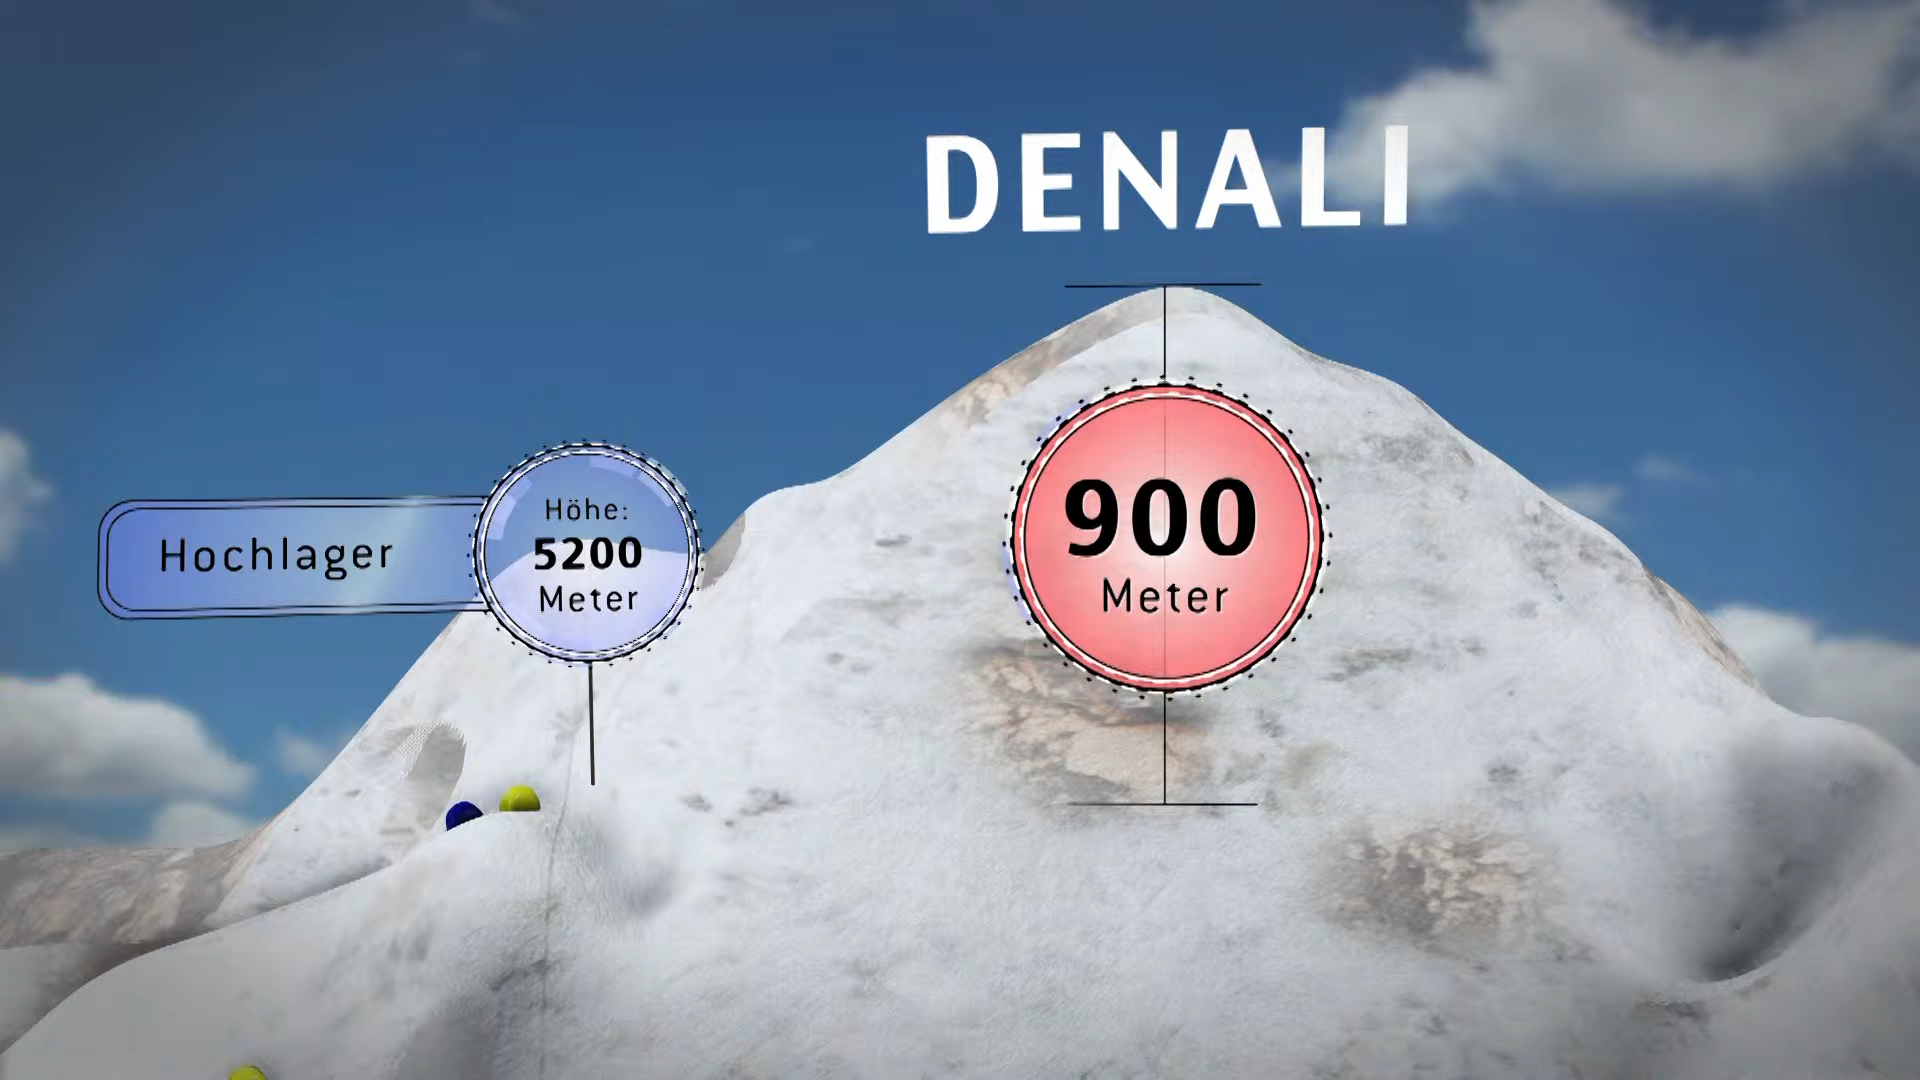 DENALI
Hochlager
Höhe:
5200
Meter
900
Meter